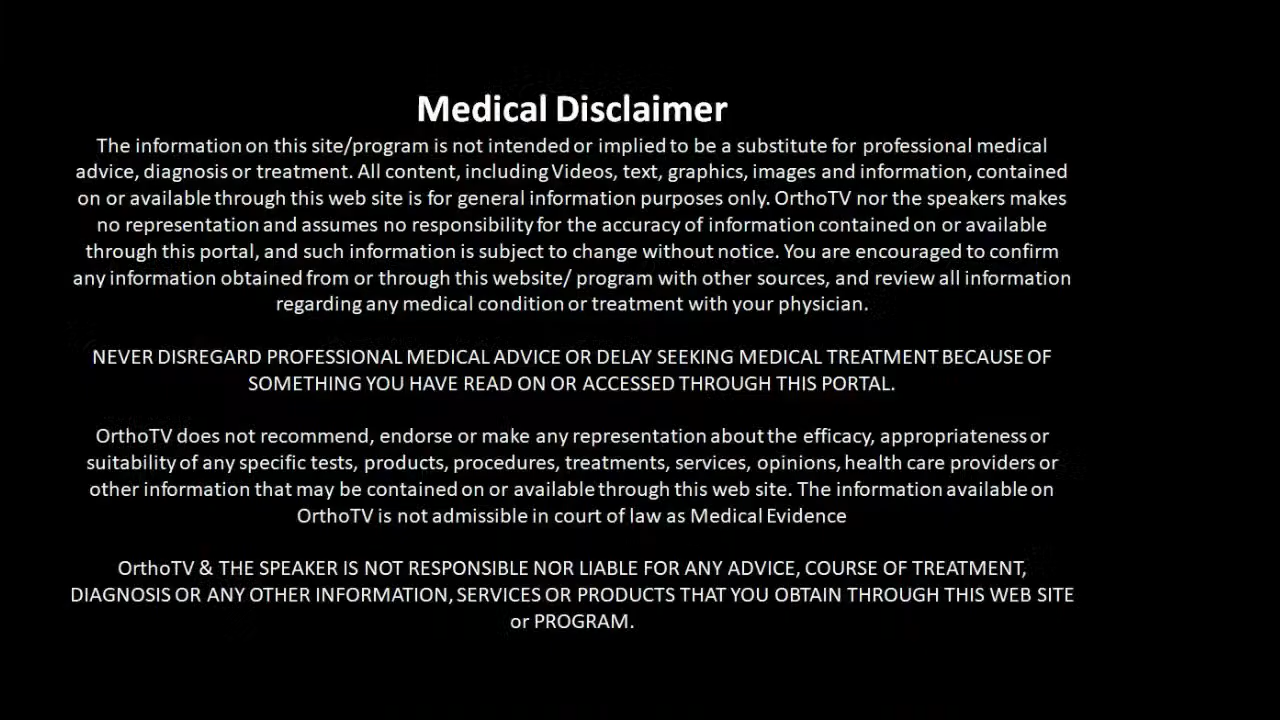 Medical Disclaimer
The information on this site/program is not intended or implied to be a substitute for professional medical
advice, diagnosis or treatment. All content, including Videos, text, graphics, images and information, contained
on or available through this web site is for general information purposes only. OrthoTV nor the speakers makes
no representation and assumes no responsibility for the accuracy of information contained on or available
through this portal, and such information is subject to change without notice. You are encouraged to confirm
any information obtained from or through this website/ program with other sources, and review all information
regarding any medical condition or treatment with your physician.
NEVER DISREGARD PROFESSIONAL MEDICAL ADVICE OR DELAY SEEKING MEDICAL TREATMENT BECAUSE OF
SOMETHING YOU HAVE READ ON OR ACCESSED THROUGH THIS PORTAL.
OrthoTV does not recommend, endorse or make any representation about the efficacy, appropriateness or
suitability of any specific tests, products, procedures, treatments, services, opinions, health care providers or
other information that may be contained on or available through this web site. The information available on
OrthoTV is not admissible in court of law as Medical Evidence
OrthoTV & THE SPEAKER IS NOT RESPONSIBLE NOR LIABLE FOR ANY ADVICE, COURSE OF TREATMENT,
DIAGNOSIS OR ANY OTHER INFORMATION, SERVICES OR PRODUCTS THAT YOU OBTAIN THROUGH THIS WEB SITE
or PROGRAM.